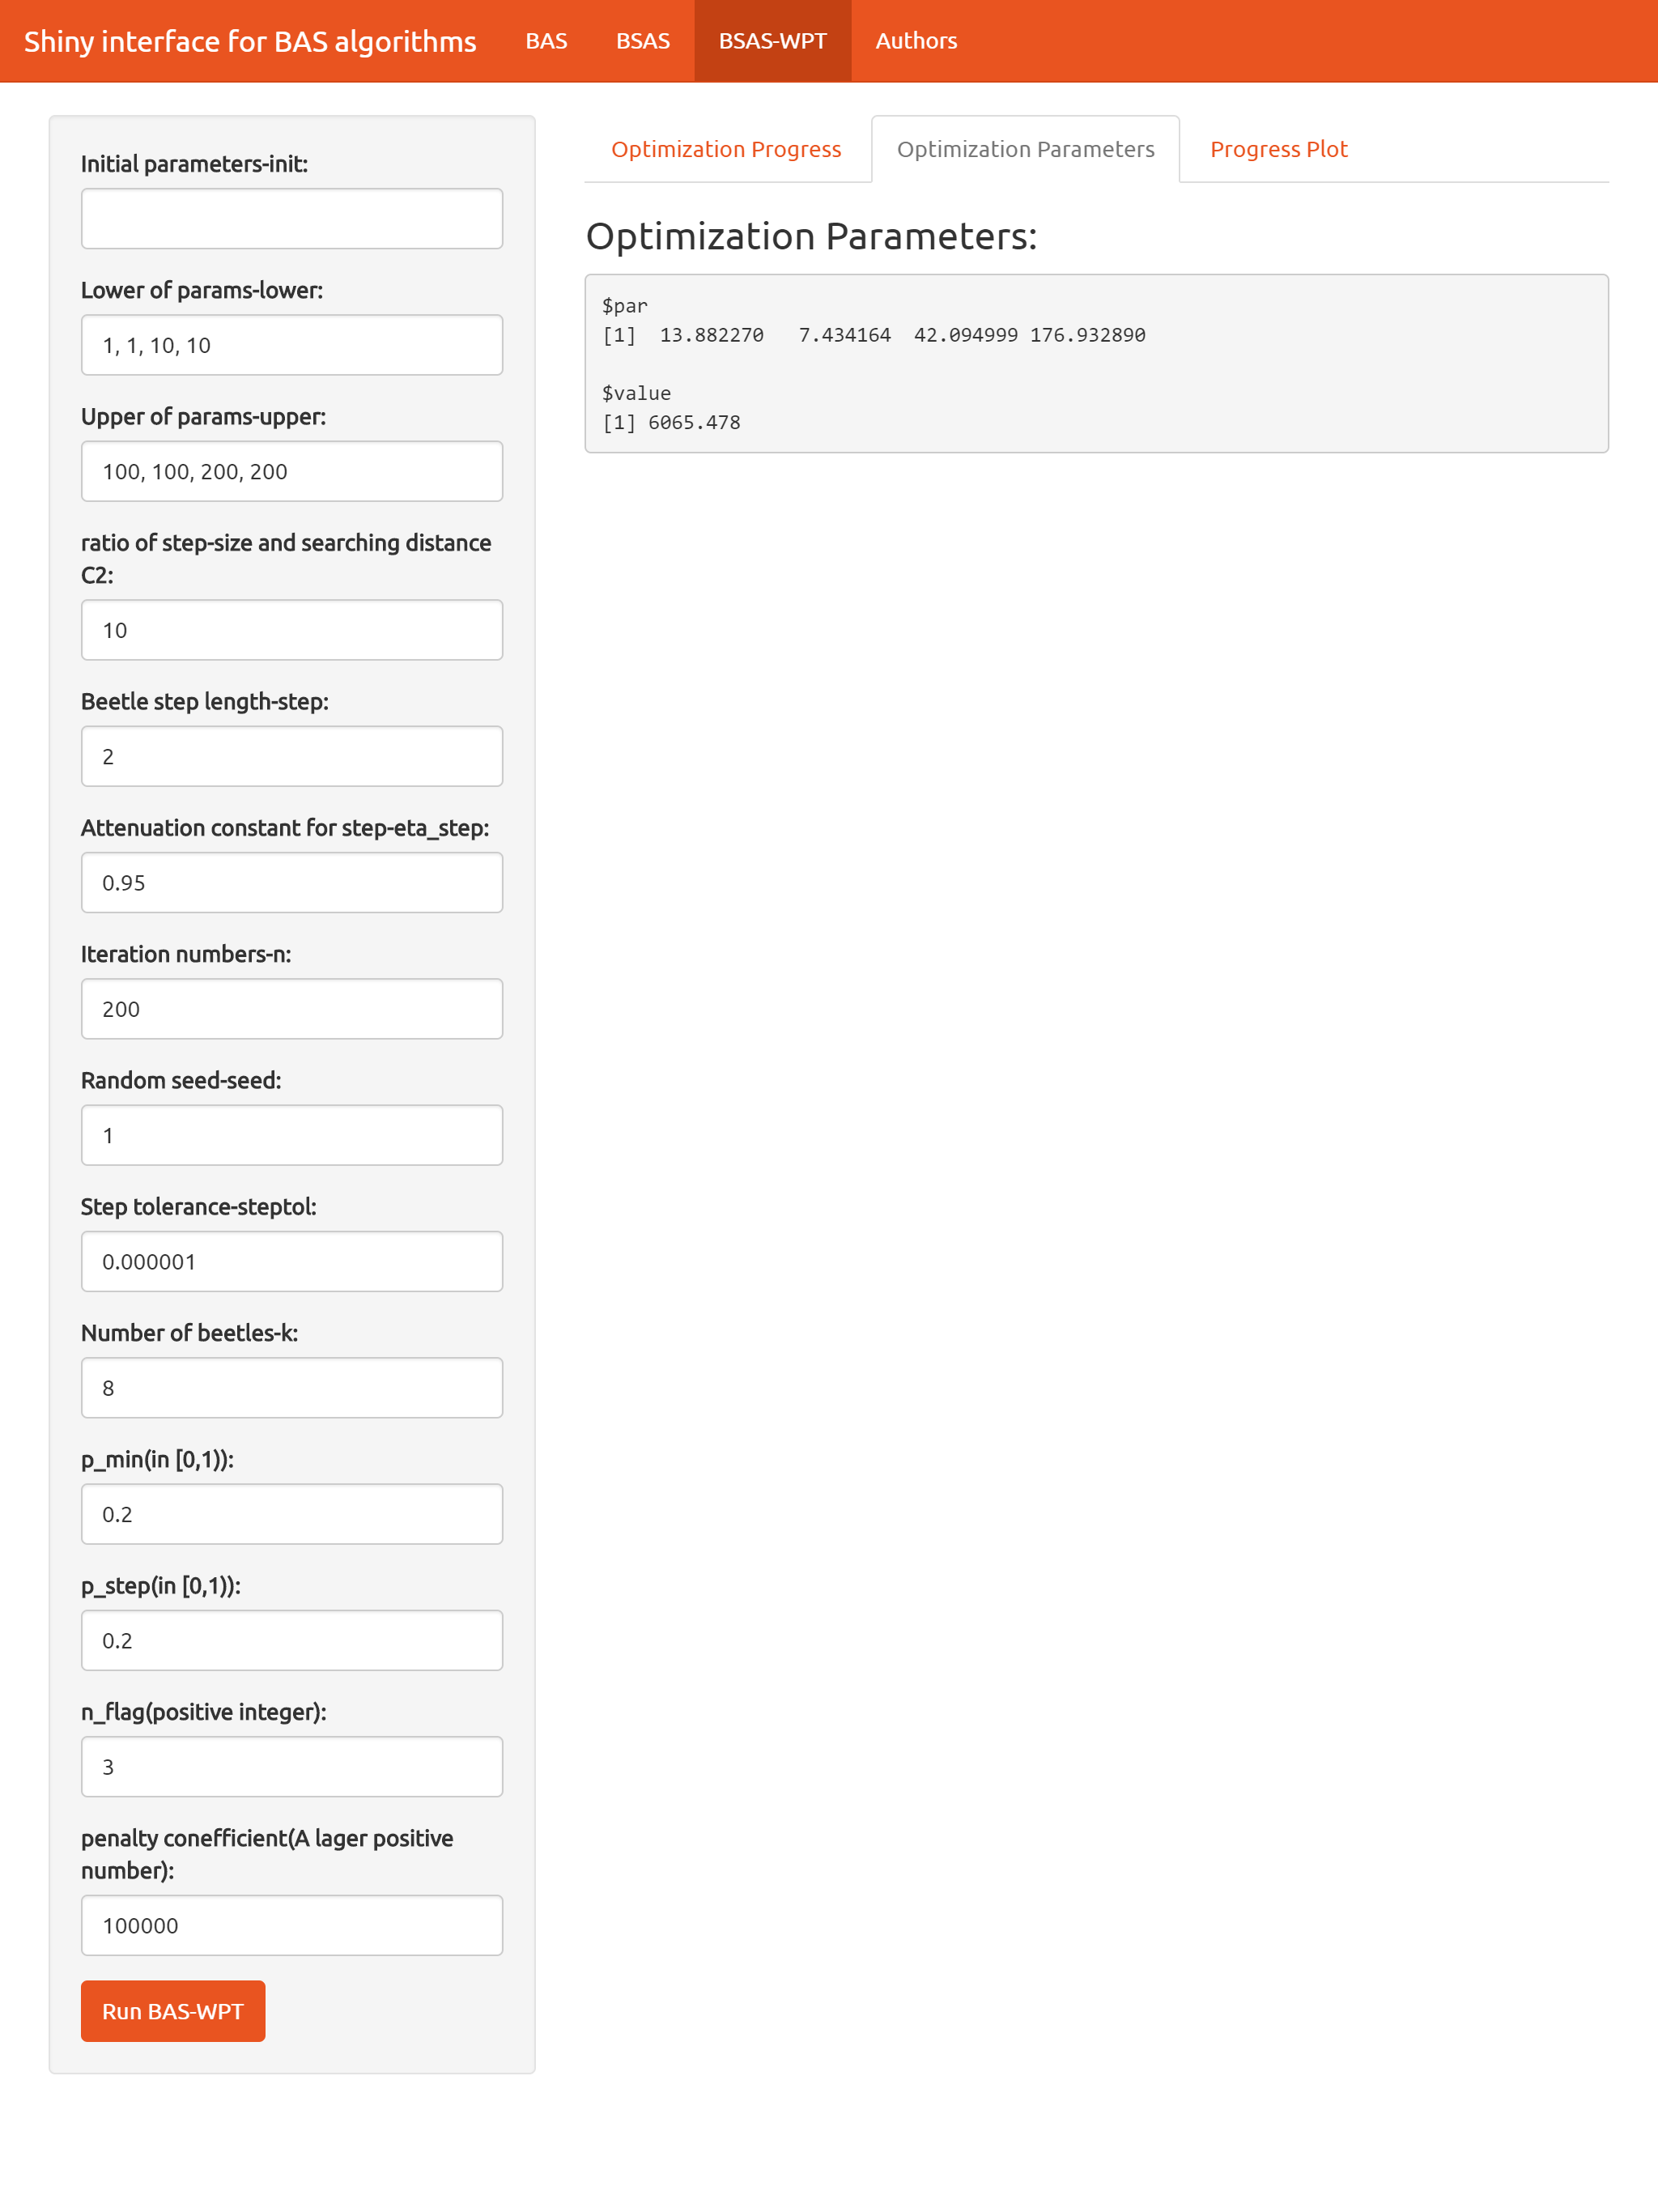 Shiny interface for BAS algorithms BAS BSAS BSAS-WPT Authors
Initial parameters-init:
Lower of params-lower:
1, 1, 10, 10
Upper of params-upper:
100, 100, 200, 200
ratio of step-size and searching distance
C2:
10
Beetle step length-step:
2
Attenuation constant for step-eta_step:
0.95
Iteration numbers-n:
200
Random seed-seed:
1
Step tolerance-steptol:
0.000001
Number of beetles-k:
8
p_min(in [0,1)):
0.2
p_step(in [0,1)):
0.2
n_flag(positive integer):
3
penalty conefficient(A lager positive
number):
100000
Run BAS-WPT
Optimization Progress Optimization Parameters Progress Plot
Optimization Parameters:
$par
[1]  13.882270   7.434164  42.094999 176.932890
$value
[1] 6065.478